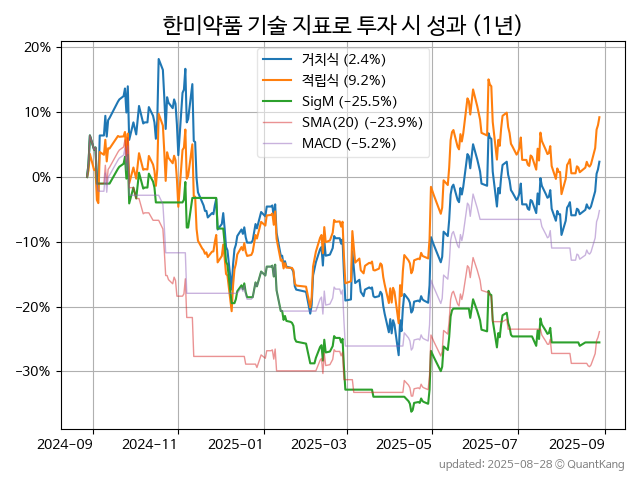 한미약품 기술 지표로 투자 시 성과 (1년)
20%
10%
0%
−10%
−20%
−30%
거치식 (2.4%)
적립식 (9.2%)
SigM (−25.5%)
SMA(20) (−23.9%)
MACD (−5.2%)
2024-09
2024-11
2025-01
2025-03
2025-05
2025-07
2025-09
updated: 2025-08-28 © QuantKang